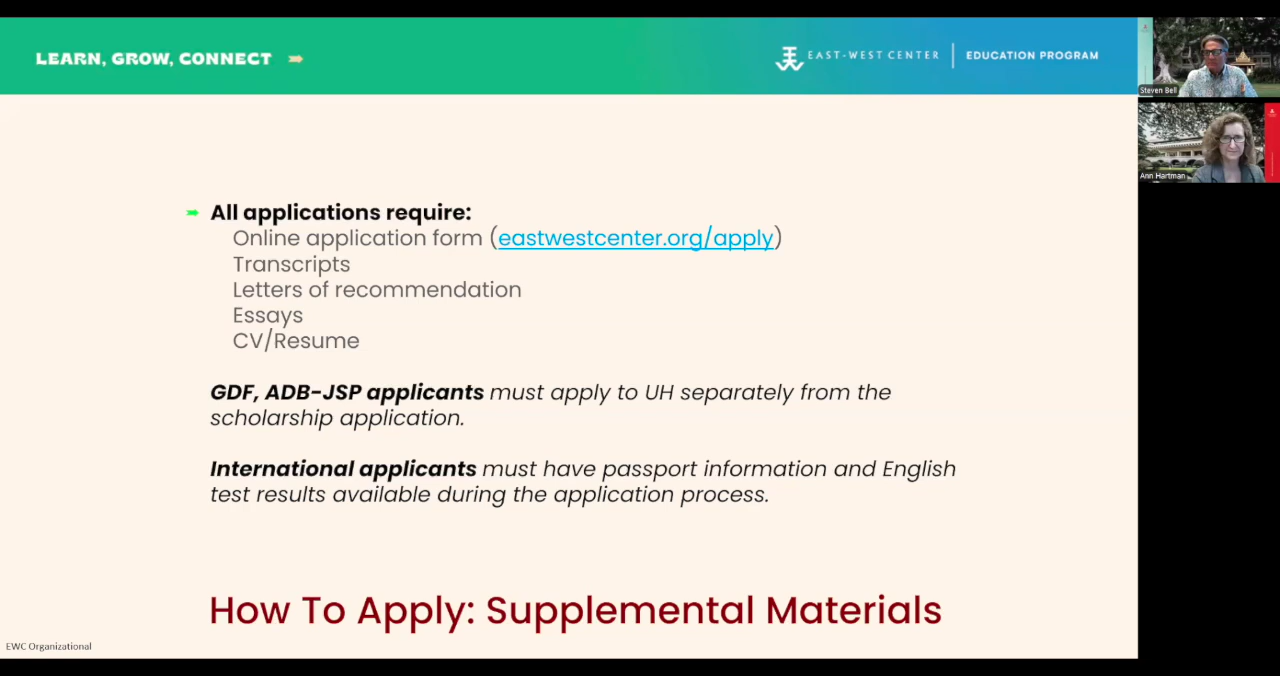 LEARN, GROW, CONNECT
EAST-WEST CENTER
EDUCATION PROGRAM
Steven Bell
Ann Hartman
All applications require:
Online application form (eastwestcenter.org/apply)
Transcripts
Letters of recommendation
Essays
CV/Resume
GDF, ADB-JSP applicants must apply to UH separately from the
scholarship application.
International applicants must have passport information and English
test results available during the application process.
How To Apply: Supplemental Materials
EWC Organizational